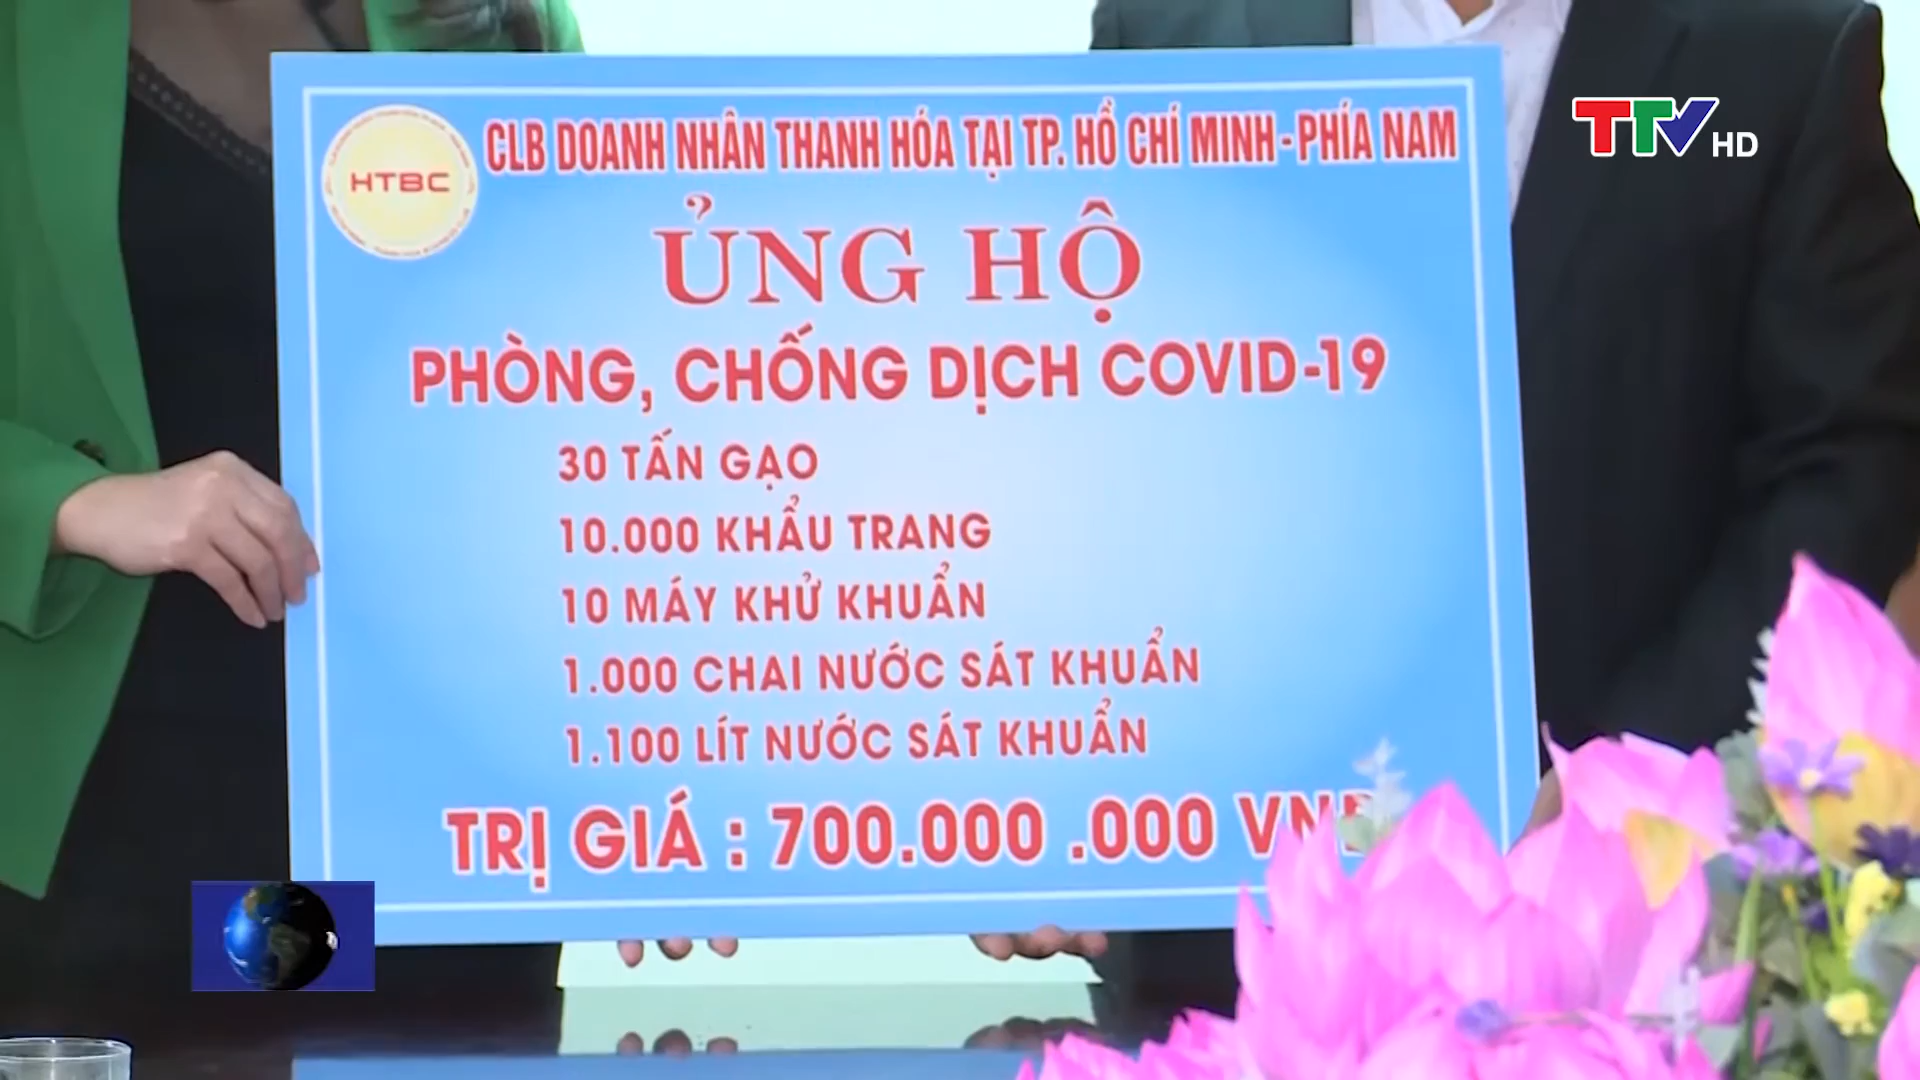 TTV HD
HTBC
CLB DOANH NHÂN THANH HÓA TẠI TP. HỒ CHÍ MINH - PHÍA NAM
ỦNG HỘ
PHÒNG, CHỐNG DỊCH COVID-19
30 TẤN GẠO
10.000 KHẨU TRANG
10 MÁY KHỬ KHUẨN
1.000 CHAI NƯỚC SÁT KHUẨN
1.100 LÍT NƯỚC SÁT KHUẨN
TRỊ GIÁ : 700.000 .000 VNĐ